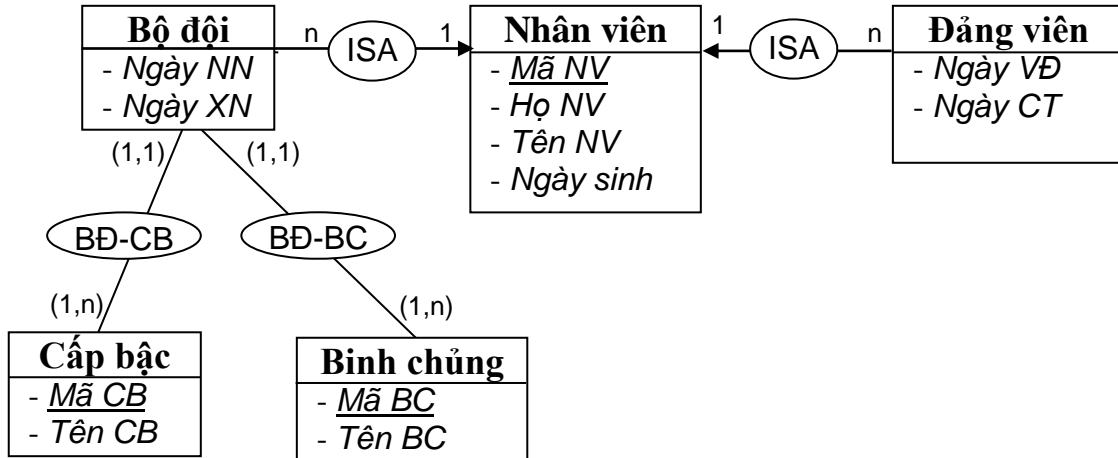 Bộ đội
- Ngày NN
- Ngày XN
n
ISA
1
Nhân viên
- Mã NV
- Họ NV
- Tên NV
- Ngày sinh
1
ISA
n
Đảng viên
- Ngày VĐ
- Ngày CT
(1,1)
(1,1)
BĐ-CB
BĐ-BC
(1,n)
(1,n)
Cấp bậc
- Mã CB
- Tên CB
Binh chủng
- Mã BC
- Tên BC